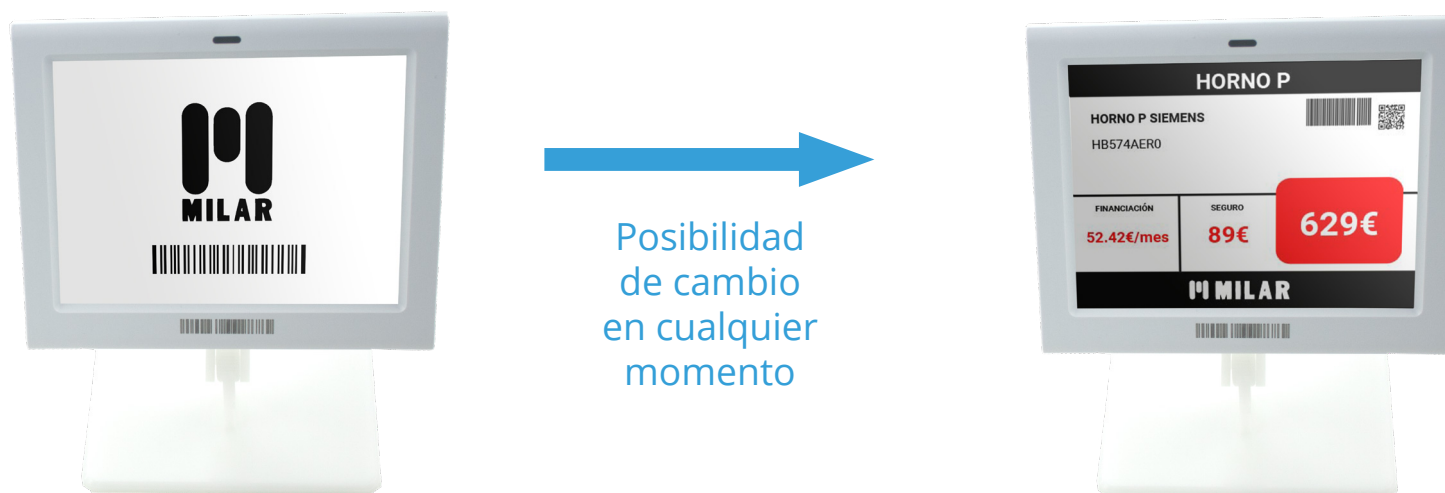 MILAR
Posibilidad
de cambio
en cualquier
momento
HORNO P
HORNO P SIEMENS
HB574AER0
FINANCIACIÓN
SEGURO
52.42€/mes
89€
629€
MILAR